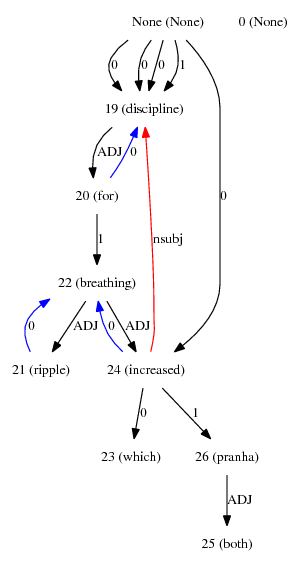 None (None) 0 (None)
0 0 0 1
19 (discipline)
ADJ 0
20 (for)
0
1 nsubj
22 (breathing)
0 ADJ 0 ADJ
21 (ripple) 24 (increased)
0 1
23 (which) 26 (pranha)
ADJ
25 (both)